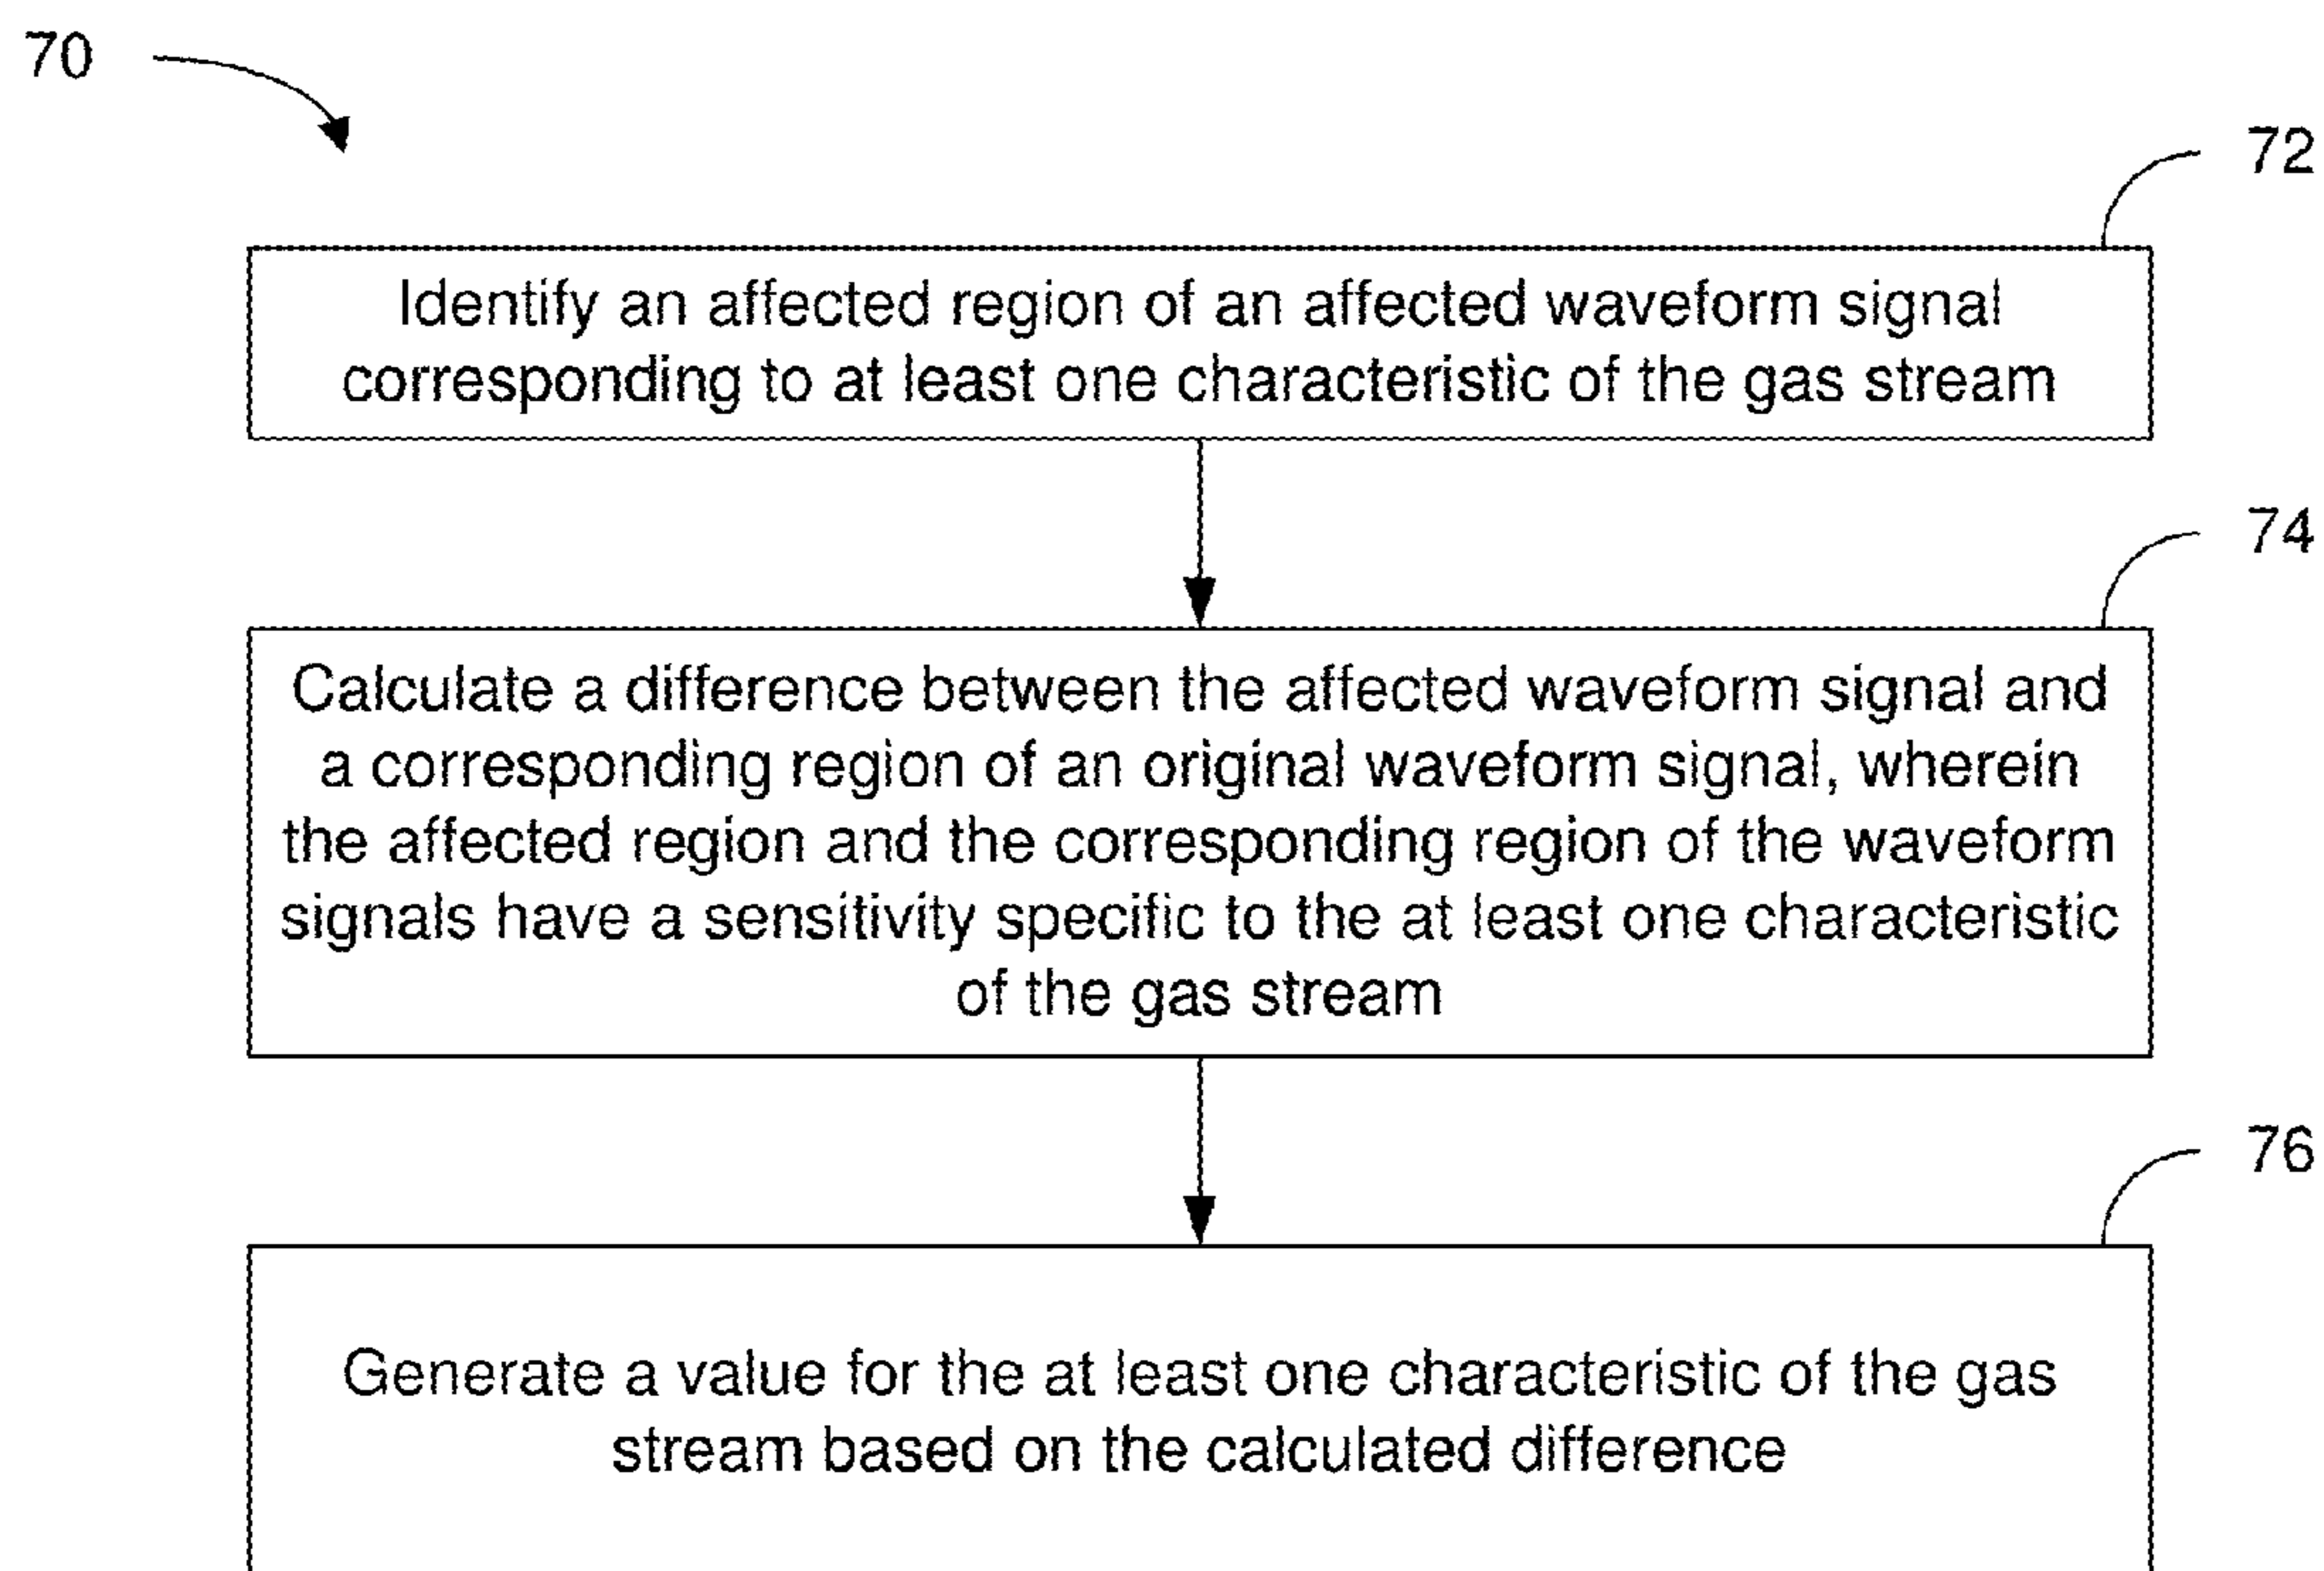 70
72
Identify an affected region of an affected waveform signal
corresponding to at least one characteristic of the gas stream
74
Calculate a difference between the affected waveform signal and
a corresponding region of an original waveform signal, wherein
the affected region and the corresponding region of the waveform
signals have a sensitivity specific to the at least one characteristic
of the gas stream
76
Generate a value for the at least one characteristic of the gas
stream based on the calculated difference